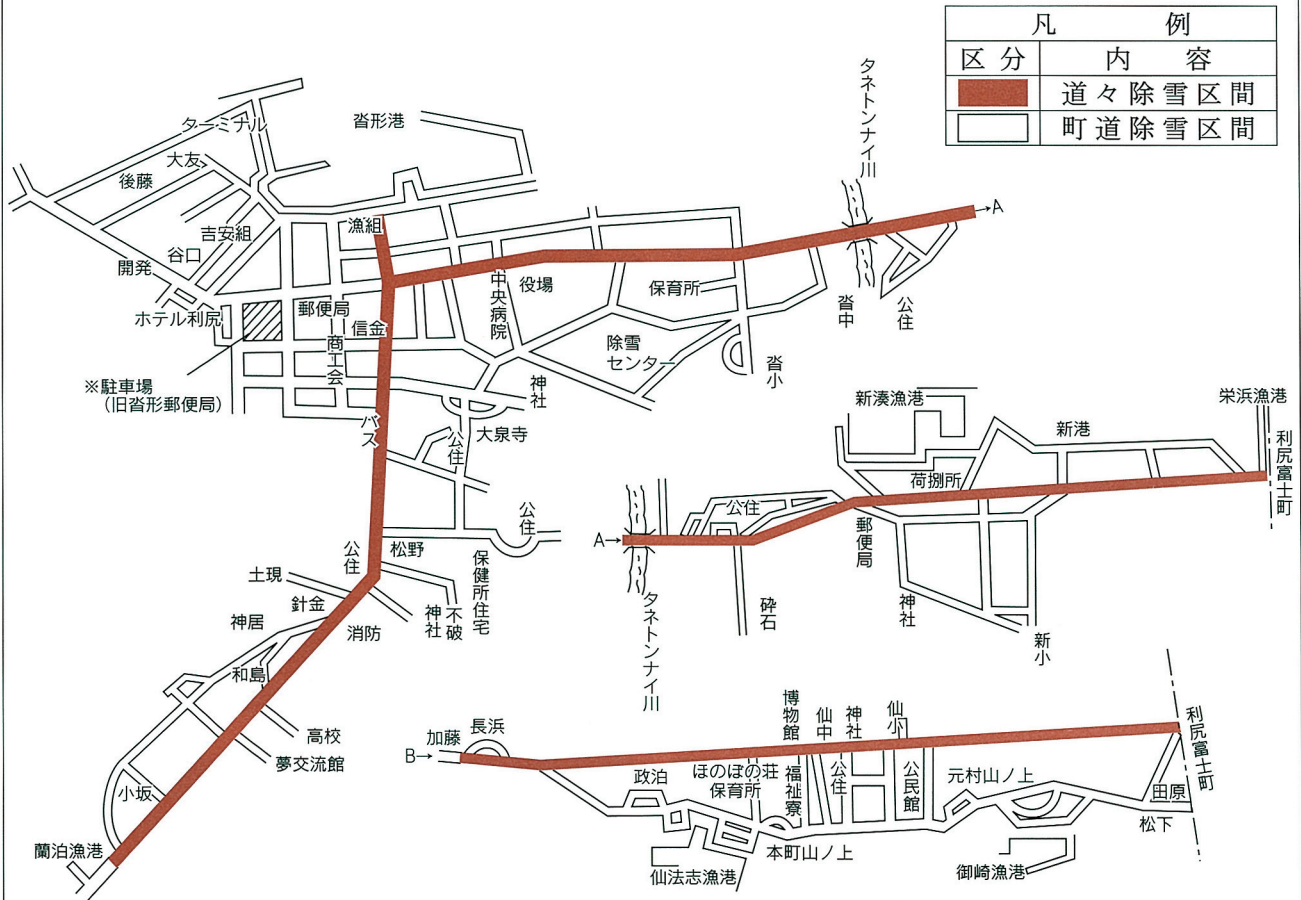 凡 例
区分 内容
道々除雪区間
町道除雪区間
タネトンナイ川
ターミナル
沓形港
大友
後藤
吉安組
漁組
谷口
開発
→A
ホテル利尻
郵便局
信金
商工会
中央病院
役場
保育所
沓中
公住
除雪
センター
沓小
※駐車場
(旧沓形郵便局)
神社
バス
公住
大泉寺
公住
公住
松野
保健所住宅
土現
針金
神社
不破
神居
消防
和島
高校
夢交流館
小坂
蘭泊漁港
新湊漁港
新港
栄浜漁港
利尻富士町
荷捌所
公住
A→
郵便局
タネトンナイ川
砕石
神社
新小
B→
加藤
長浜
博物館
仙中
神社
仙小
利尻富士町
政泊
ほのぼの荘
保育所
福祉寮
公住
公民館
元村山ノ上
田原
松下
本町山ノ上
仙法志漁港
御崎漁港